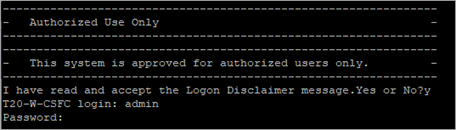 ----------------------------------------------------------------
-   Authorized Use Only                                        -
----------------------------------------------------------------
----------------------------------------------------------------
-   This system is approved for authorized users only.         -
----------------------------------------------------------------
I have read and accept the Logon Disclaimer message.Yes or No?y
T20-W-CSFC login: admin
Password: